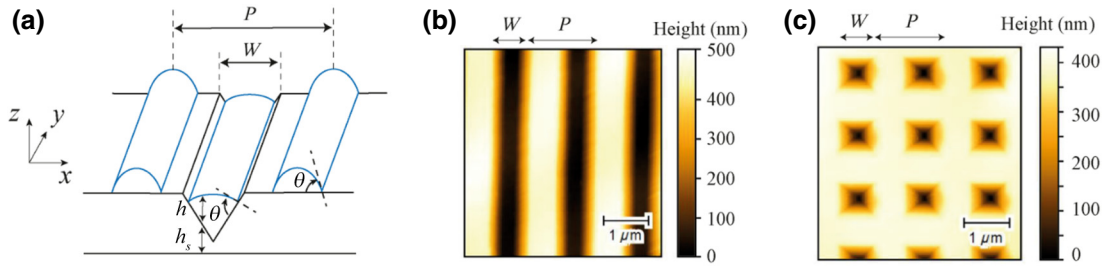 (a)
P
W
z
y
x
θ
h
θ
h_s
(b)
W
P
Height (nm)
500
400
300
200
100
0
1 µm
(c)
W
P
Height (nm)
400
300
200
100
0
1 µm